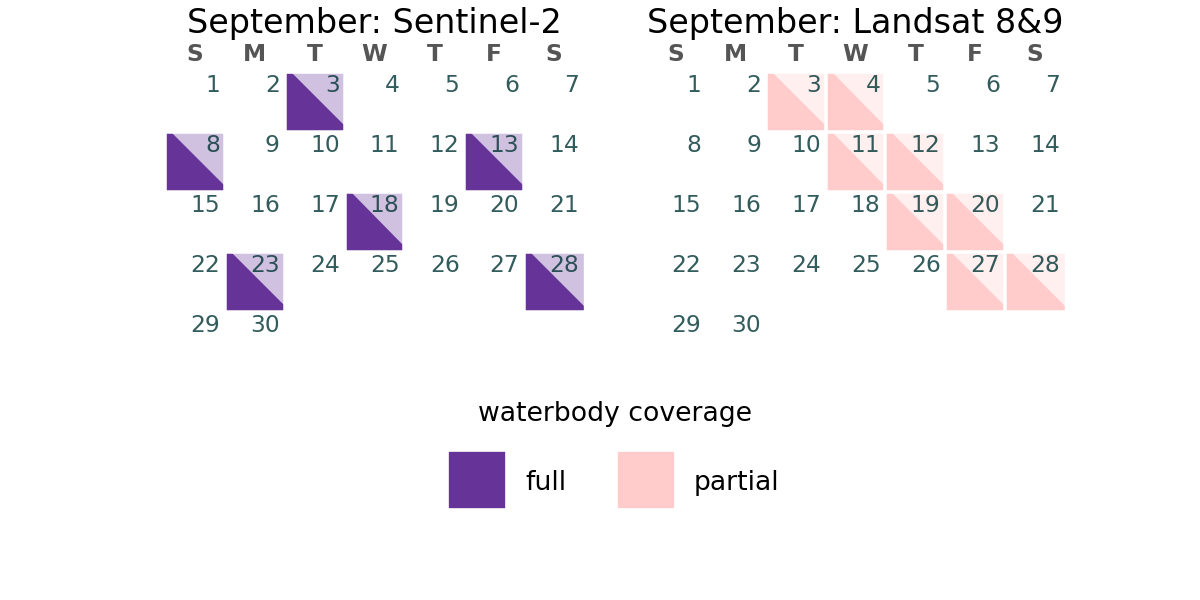 September: Sentinel-2
S M T W T F S
1 2 3 4 5 6 7
8 9 10 11 12 13 14
15 16 17 18 19 20 21
22 23 24 25 26 27 28
29 30
September: Landsat 8&9
S M T W T F S
1 2 3 4 5 6 7
8 9 10 11 12 13 14
15 16 17 18 19 20 21
22 23 24 25 26 27 28
29 30
waterbody coverage
full
partial